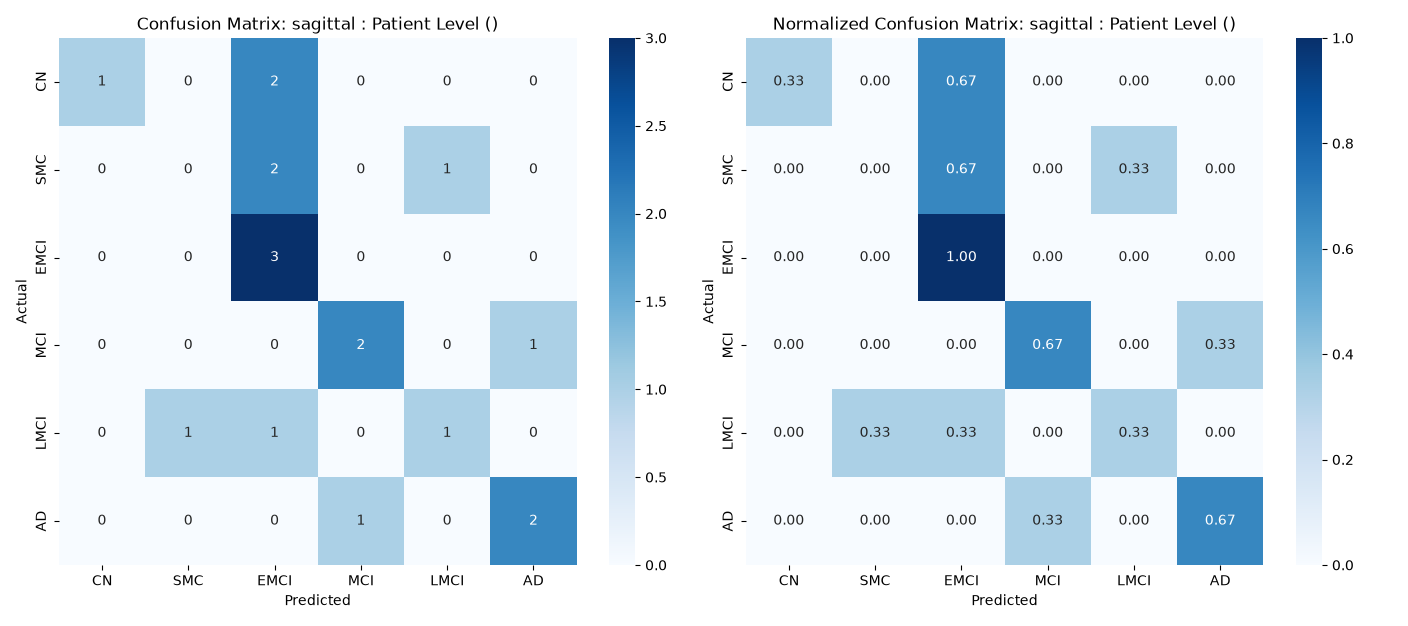 Confusion Matrix: sagittal : Patient Level ()
Actual
CN 1 0 2 0 0 0
SMC 0 0 2 0 1 0
EMCI 0 0 3 0 0 0
MCI 0 0 0 2 0 1
LMCI 0 1 1 0 1 0
AD 0 0 0 1 0 2
CN SMC EMCI MCI LMCI AD
Predicted
3.0
2.5
2.0
1.5
1.0
0.5
0.0
Normalized Confusion Matrix: sagittal : Patient Level ()
Actual
CN 0.33 0.00 0.67 0.00 0.00 0.00
SMC 0.00 0.00 0.67 0.00 0.33 0.00
EMCI 0.00 0.00 1.00 0.00 0.00 0.00
MCI 0.00 0.00 0.00 0.67 0.00 0.33
LMCI 0.00 0.33 0.33 0.00 0.33 0.00
AD 0.00 0.00 0.00 0.33 0.00 0.67
CN SMC EMCI MCI LMCI AD
Predicted
1.0
0.8
0.6
0.4
0.2
0.0